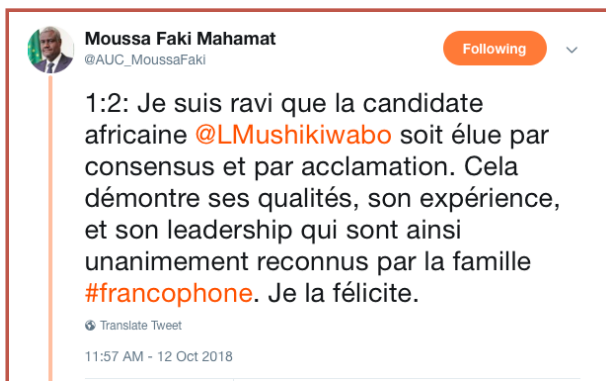 Moussa Faki Mahamat
@AUC_MoussaFaki
Following
1:2: Je suis ravi que la candidate
africaine @LMushikiwabo soit élue par
consensus et par acclamation. Cela
démontre ses qualités, son expérience,
et son leadership qui sont ainsi
unanimement reconnus par la famille
#francophone. Je la félicite.
Translate Tweet
11:57 AM - 12 Oct 2018